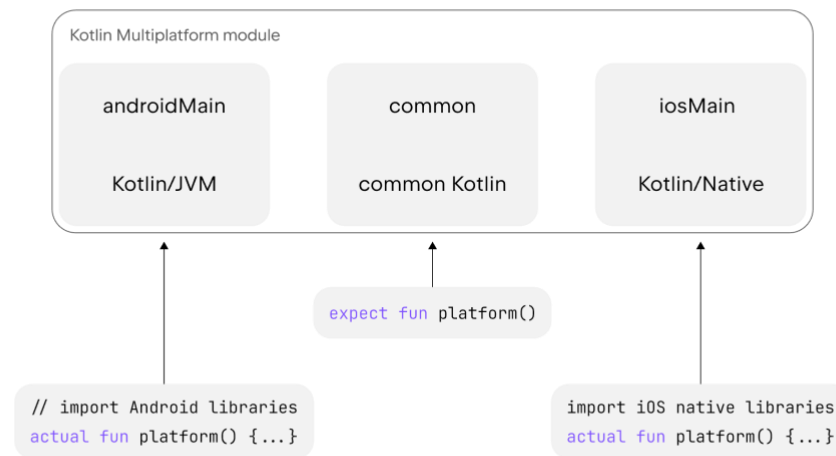 Kotlin Multiplatform module
androidMain
Kotlin/JVM
common
common Kotlin
iosMain
Kotlin/Native
expect fun platform()
// import Android libraries
actual fun platform() {...}
import iOS native libraries
actual fun platform() {...}